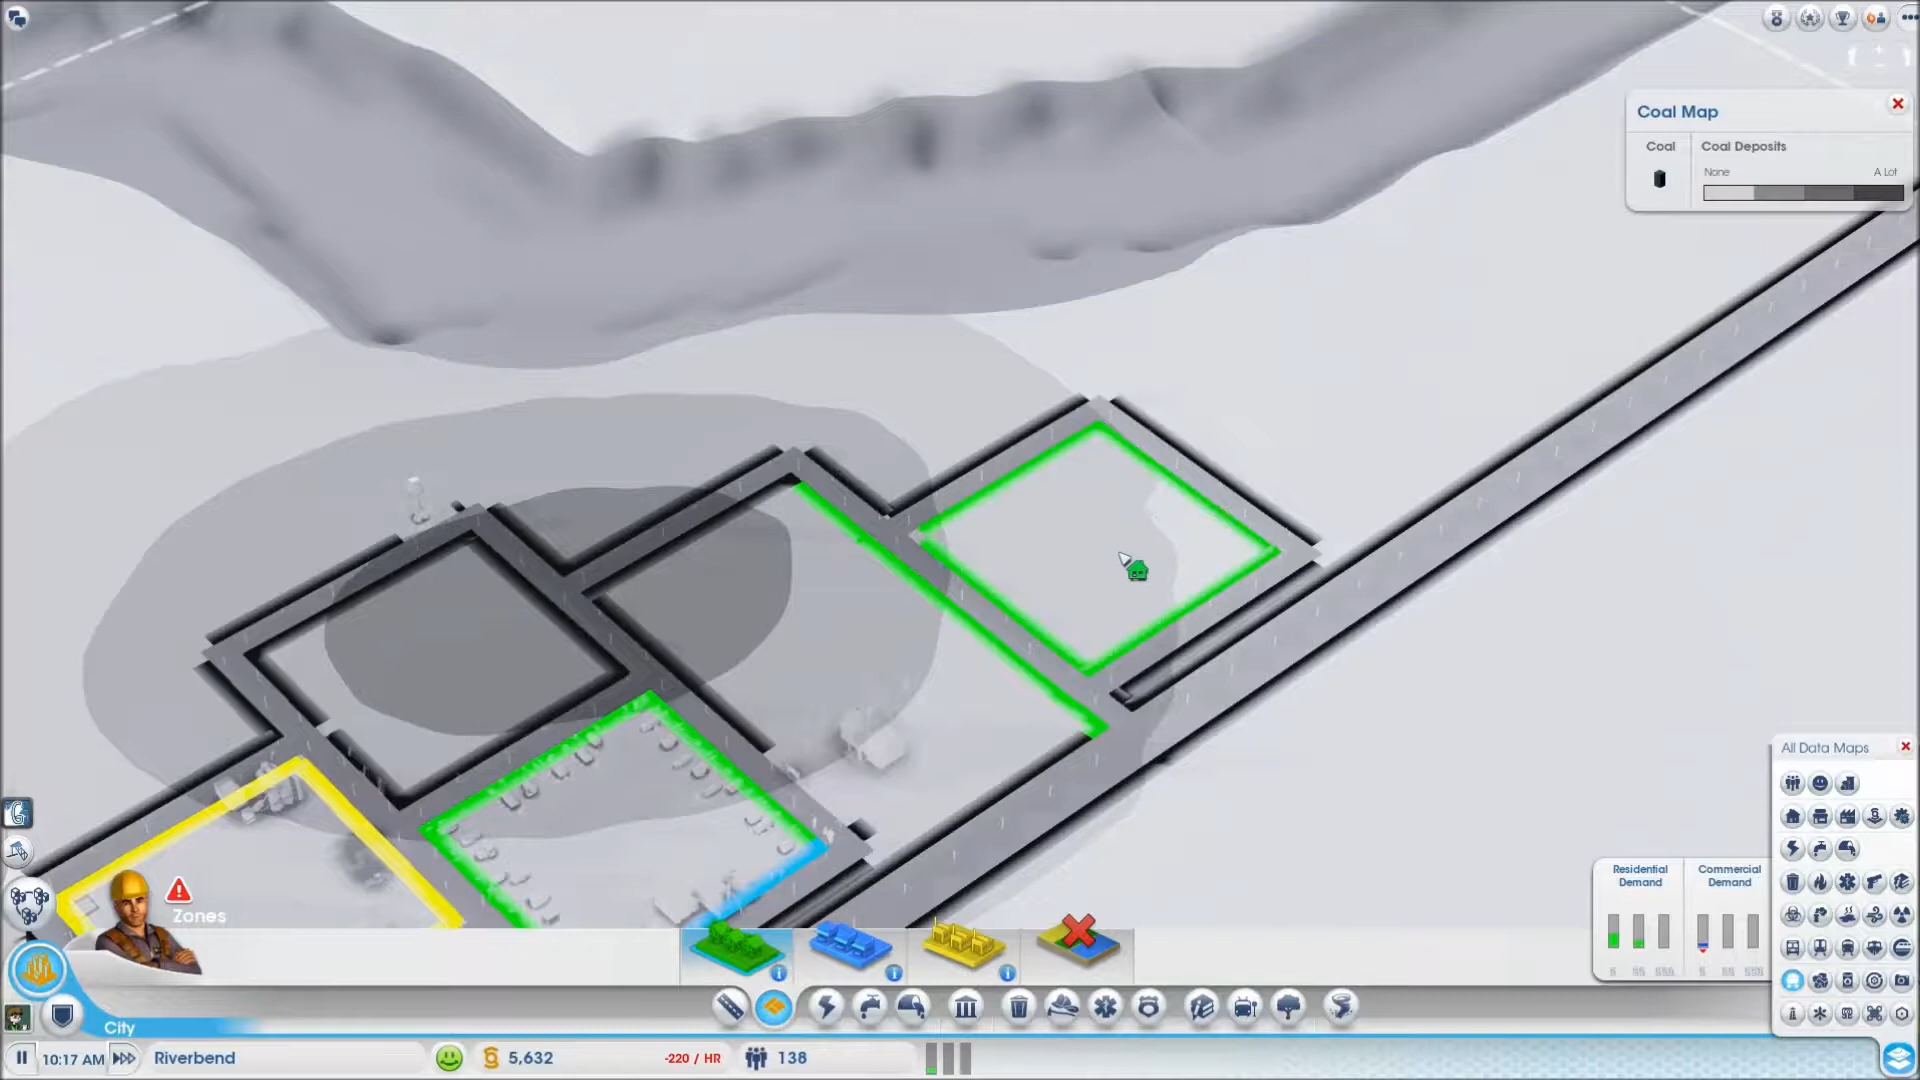 Coal Map
Coal
Coal Deposits
None
A Lot
All Data Maps
Residential
Demand
Commercial
Demand
$ $$ $$$
$ $$ $$$
Zones
City
10:17 AM
Riverbend
5,632
-220 / HR
138